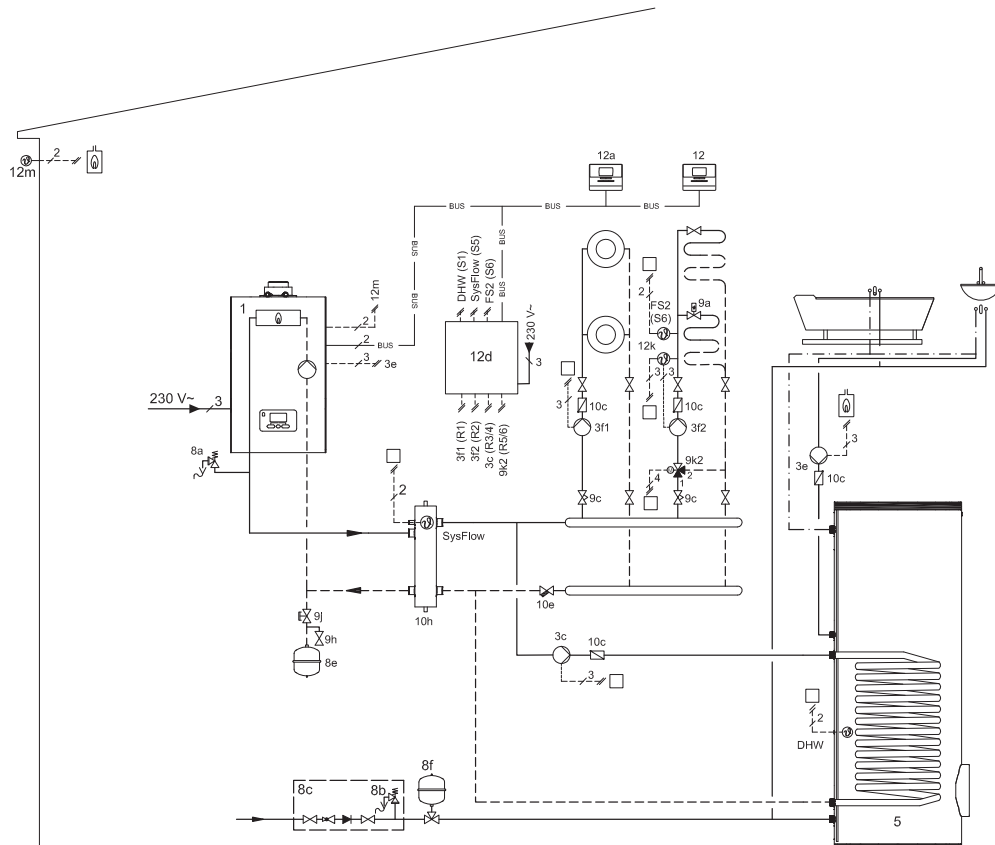 12m
2
12a
12
BUS
BUS
BUS
BUS
BUS
BUS
DHW (S1)
SysFlow (S5)
FS2 (S6)
12d
230 V~
3
3f1 (R1)
3f2 (R2)
3c (R3/4)
9k2 (R5/6)
1
2
12m
2
BUS
3
3e
230 V~
3
8a
2
FS2
(S6)
9a
12k
3
3
3
10c
10c
3f1
3f2
9k2
4
2
1
9c
9c
2
SysFlow
10h
10e
9j
9h
8e
3c
10c
3
3
3e
10c
2
DHW
5
8c
8b
8f